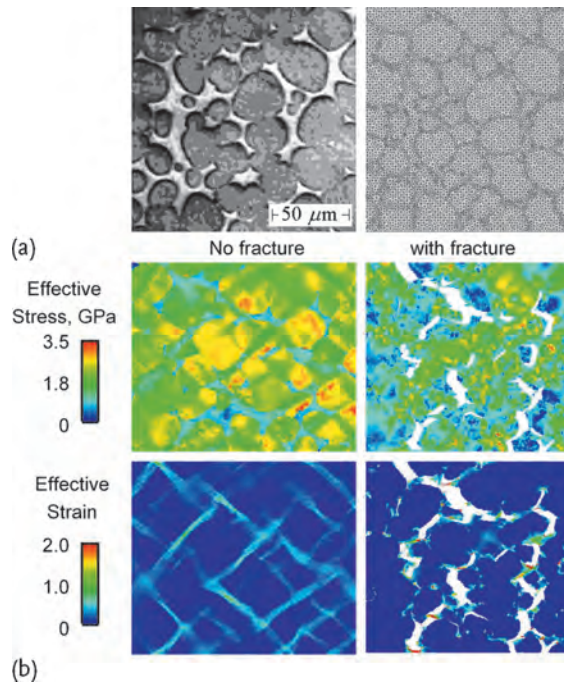 50 μm
(a)
No fracture
with fracture
Effective
Stress, GPa
3.5
1.8
0
Effective
Strain
2.0
1.0
0
(b)